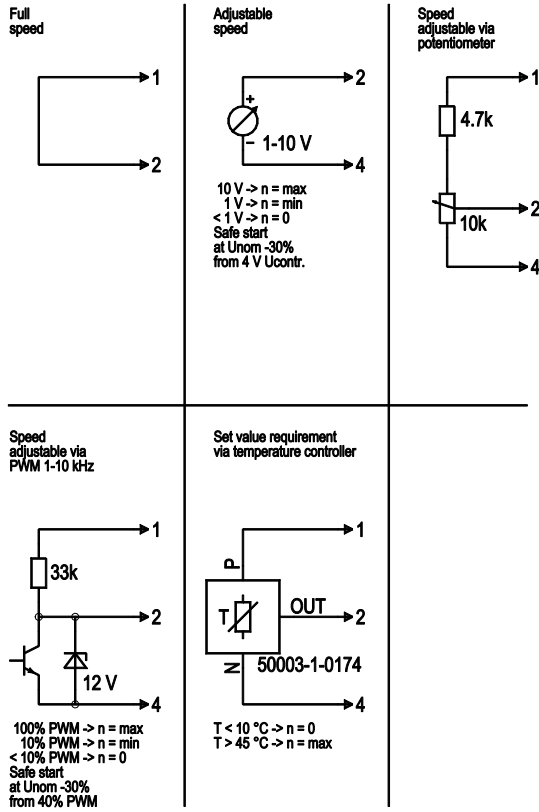 Full
speed
1
2
Adjustable
speed
2
+
1-10 V
−
4
10 V -> n = max
1 V -> n = min
< 1 V -> n = 0
Safe start
at Unom -30%
from 4 V Ucontr.
Speed
adjustable via
potentiometer
1
4.7k
2
10k
4
Speed
adjustable via
PWM 1-10 kHz
1
33k
2
12 V
4
100% PWM -> n = max
10% PWM -> n = min
< 10% PWM -> n = 0
Safe start
at Unom -30%
from 40% PWM
Set value requirement
via temperature controller
1
P
T
OUT
2
N
50003-1-0174
4
T < 10 °C -> n = 0
T > 45 °C -> n = max